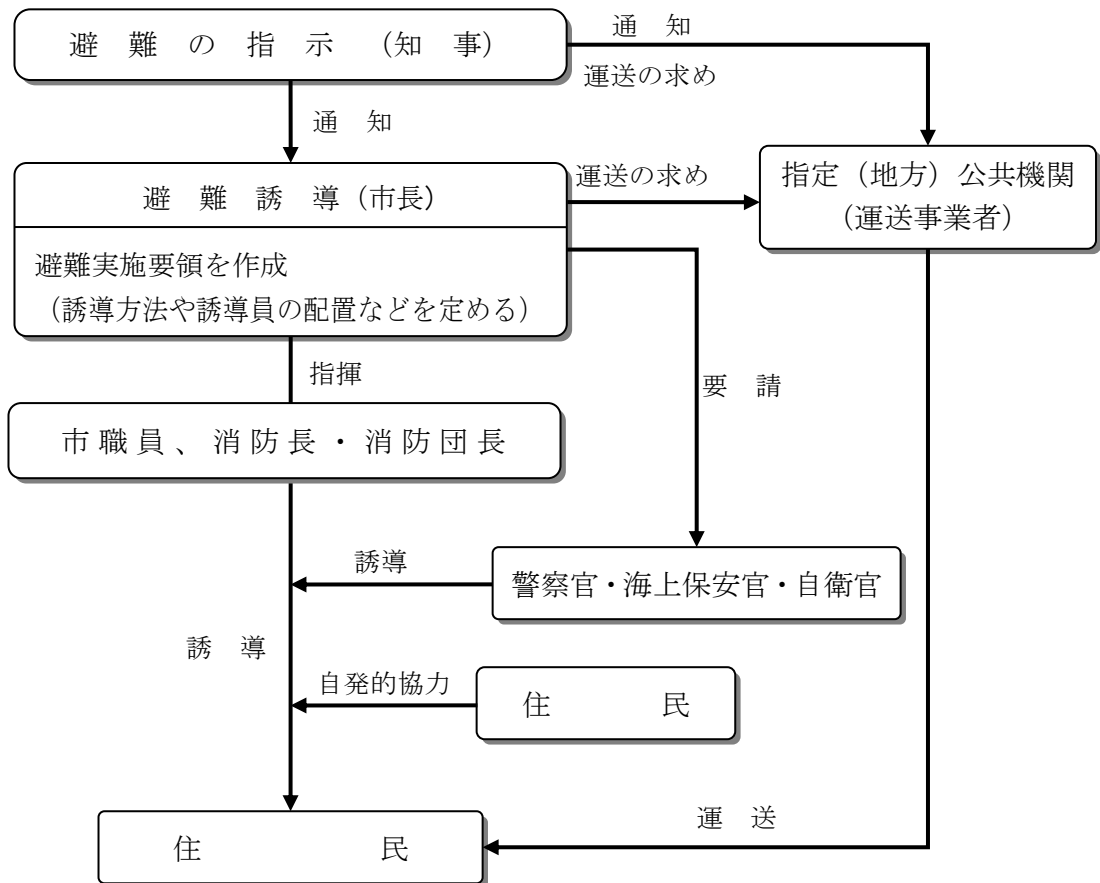 避難の指示（知事）
通知
運送の求め
通知
避難誘導（市長）
運送の求め
指定（地方）公共機関
（運送事業者）
避難実施要領を作成
（誘導方法や誘導員の配置などを定める）
指揮
要請
市職員、消防長・消防団長
誘導
警察官・海上保安官・自衛官
誘導
自発的協力
住民
運送
住民